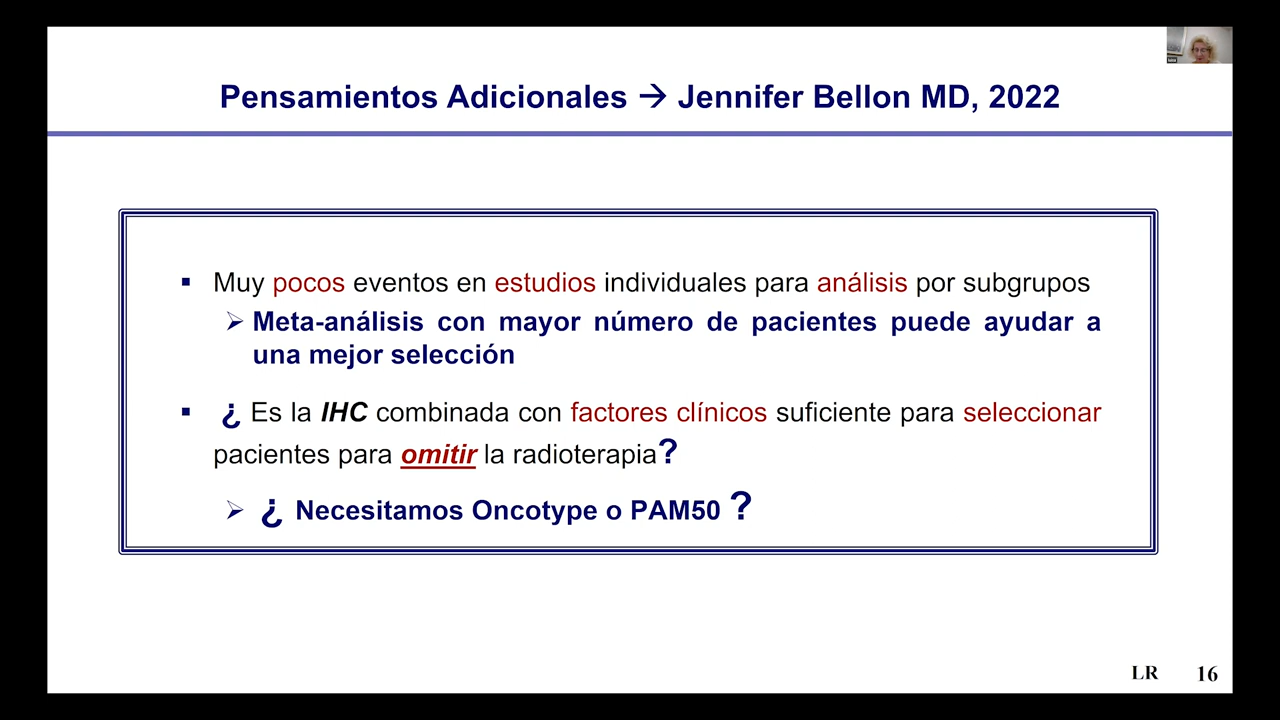 Pensamientos Adicionales → Jennifer Bellon MD, 2022
▪ Muy pocos eventos en estudios individuales para análisis por subgrupos
➢ Meta-análisis con mayor número de pacientes puede ayudar a
una mejor selección
▪ ¿ Es la IHC combinada con factores clínicos suficiente para seleccionar
pacientes para omitir la radioterapia?
➢ ¿ Necesitamos Oncotype o PAM50 ?
LR 16